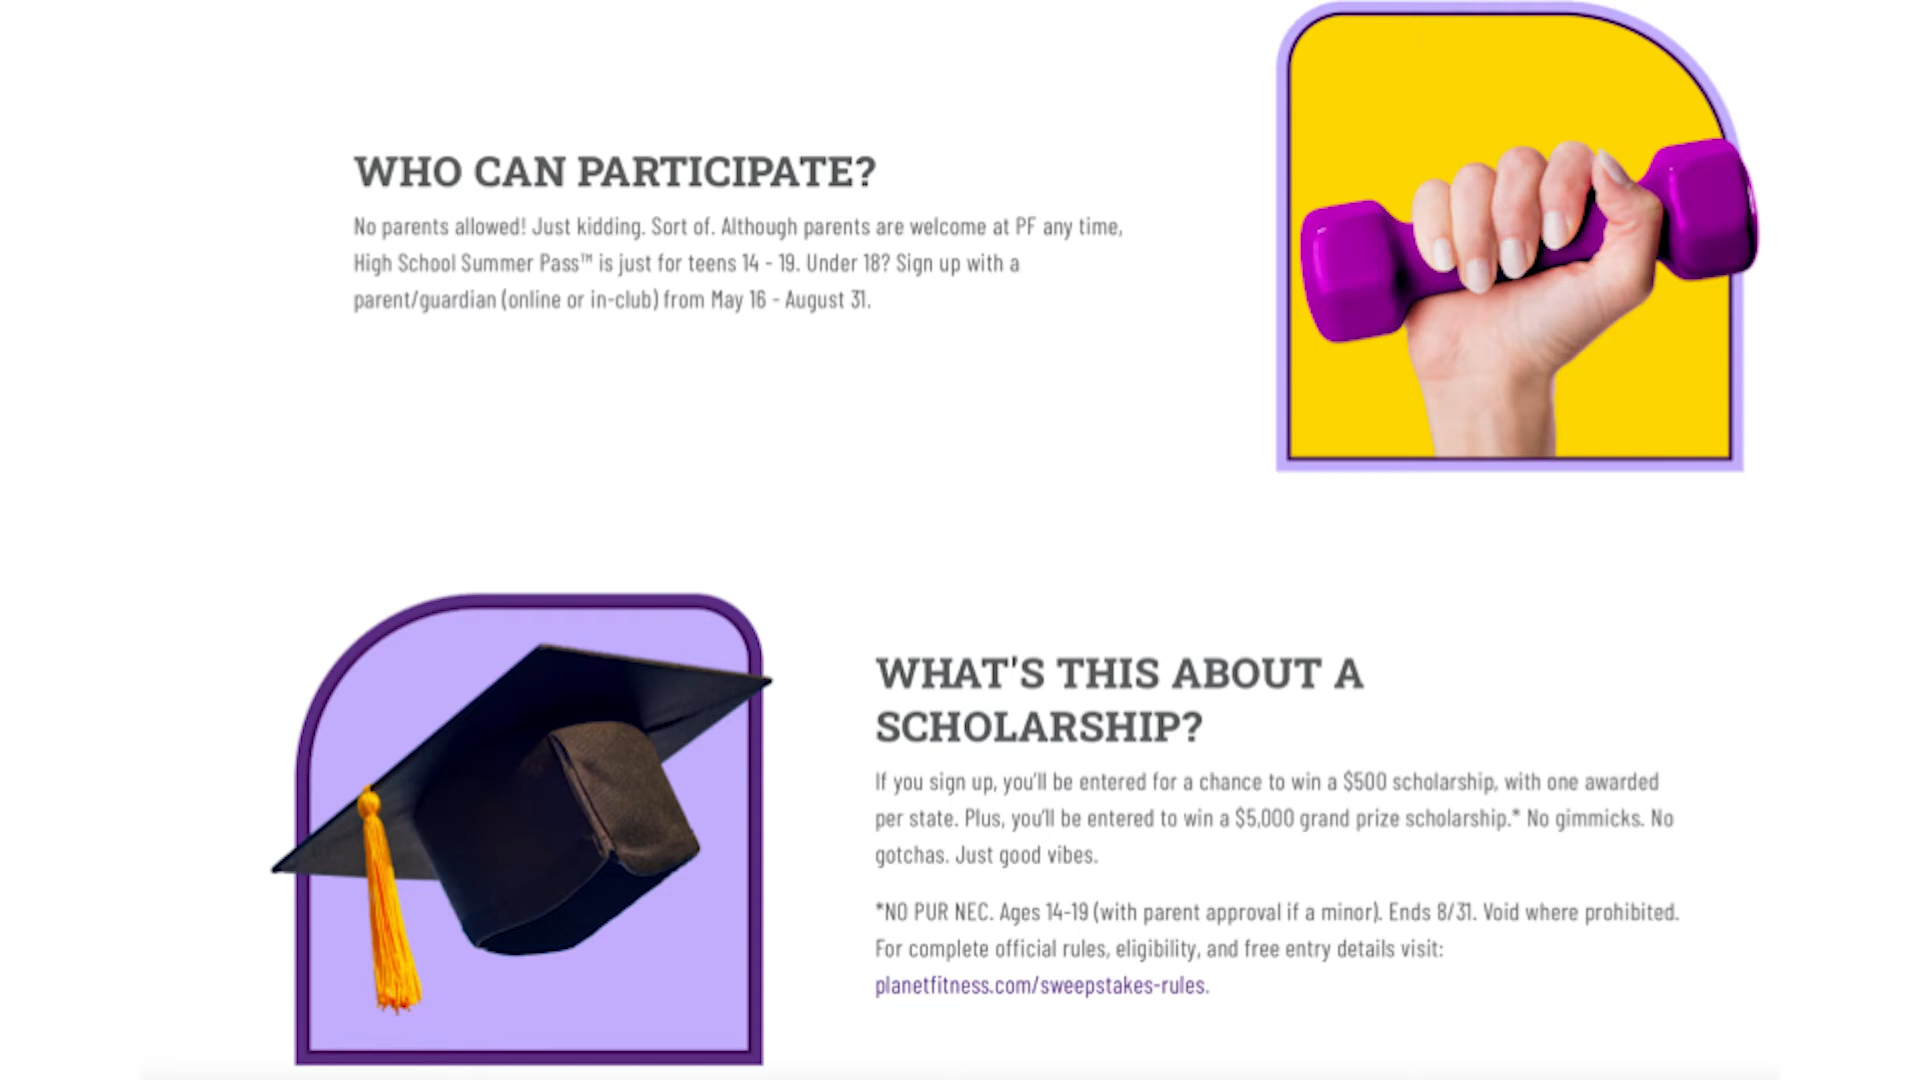 WHO CAN PARTICIPATE?
No parents allowed! Just kidding. Sort of. Although parents are welcome at PF any time,
High School Summer Pass™ is just for teens 14 - 19. Under 18? Sign up with a
parent/guardian (online or in-club) from May 16 - August 31.
WHAT'S THIS ABOUT A
SCHOLARSHIP?
If you sign up, you'll be entered for a chance to win a $500 scholarship, with one awarded
per state. Plus, you'll be entered to win a $5,000 grand prize scholarship.* No gimmicks. No
gotchas. Just good vibes.
*NO PUR NEC. Ages 14-19 (with parent approval if a minor). Ends 8/31. Void where prohibited.
For complete official rules, eligibility, and free entry details visit:
planetfitness.com/sweepstakes-rules.